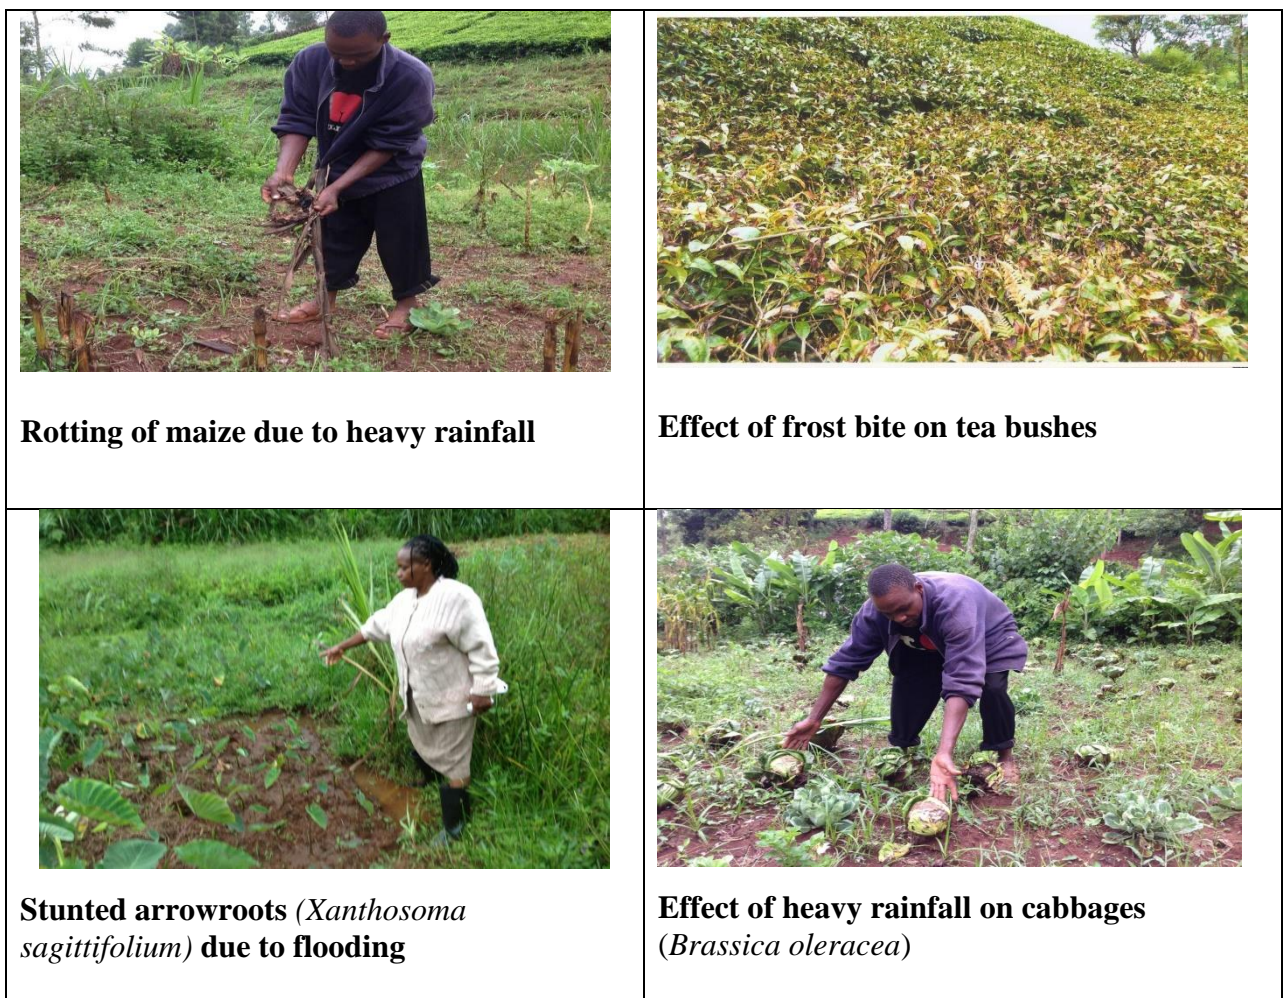 Rotting of maize due to heavy rainfall
Effect of frost bite on tea bushes
Stunted arrowroots (Xanthosoma
sagittifolium) due to flooding
Effect of heavy rainfall on cabbages
(Brassica oleracea)